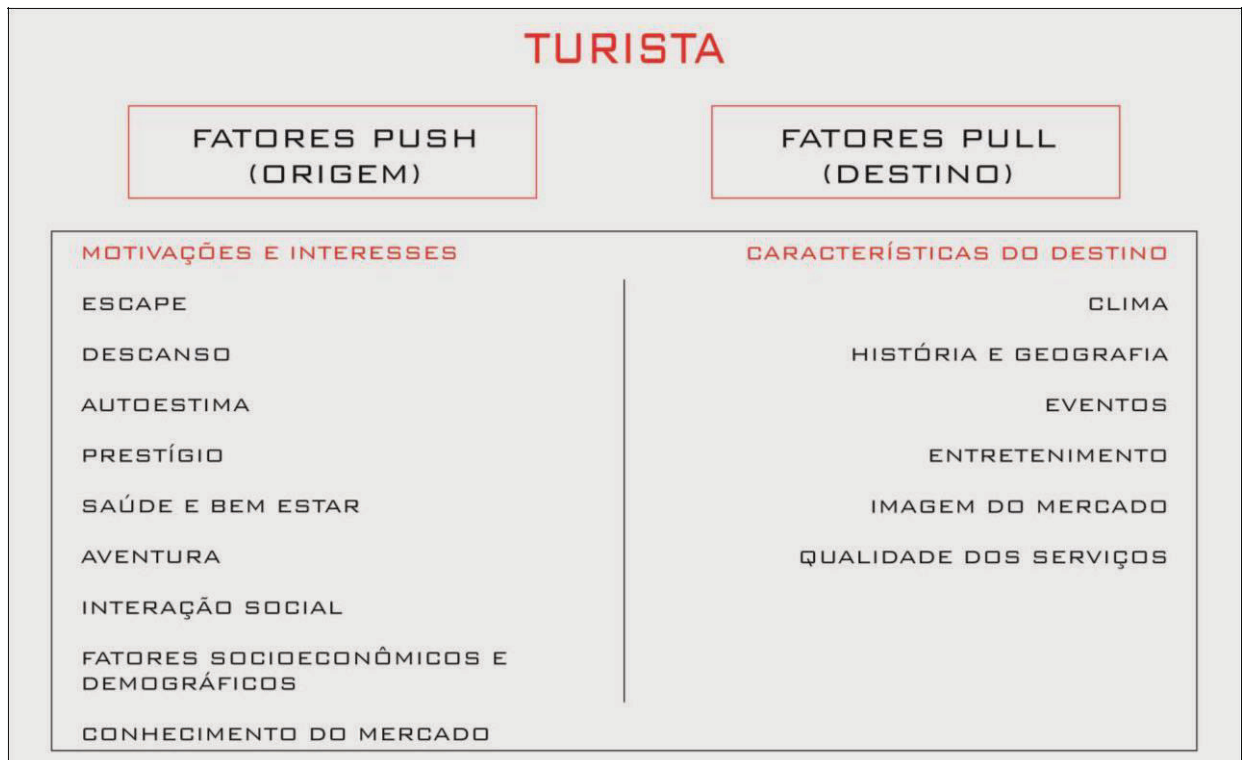 TURISTA
FATORES PUSH
(ORIGEM)
FATORES PULL
(DESTINO)
MOTIVAÇÕES E INTERESSES
ESCAPE
DESCANSO
AUTOESTIMA
PRESTÍGIO
SAÚDE E BEM ESTAR
AVENTURA
INTERAÇÃO SOCIAL
FATORES SOCIOECONÔMICOS E
DEMOGRÁFICOS
CONHECIMENTO DO MERCADO
CARACTERÍSTICAS DO DESTINO
CLIMA
HISTÓRIA E GEOGRAFIA
EVENTOS
ENTRETENIMENTO
IMAGEM DO MERCADO
QUALIDADE DOS SERVIÇOS